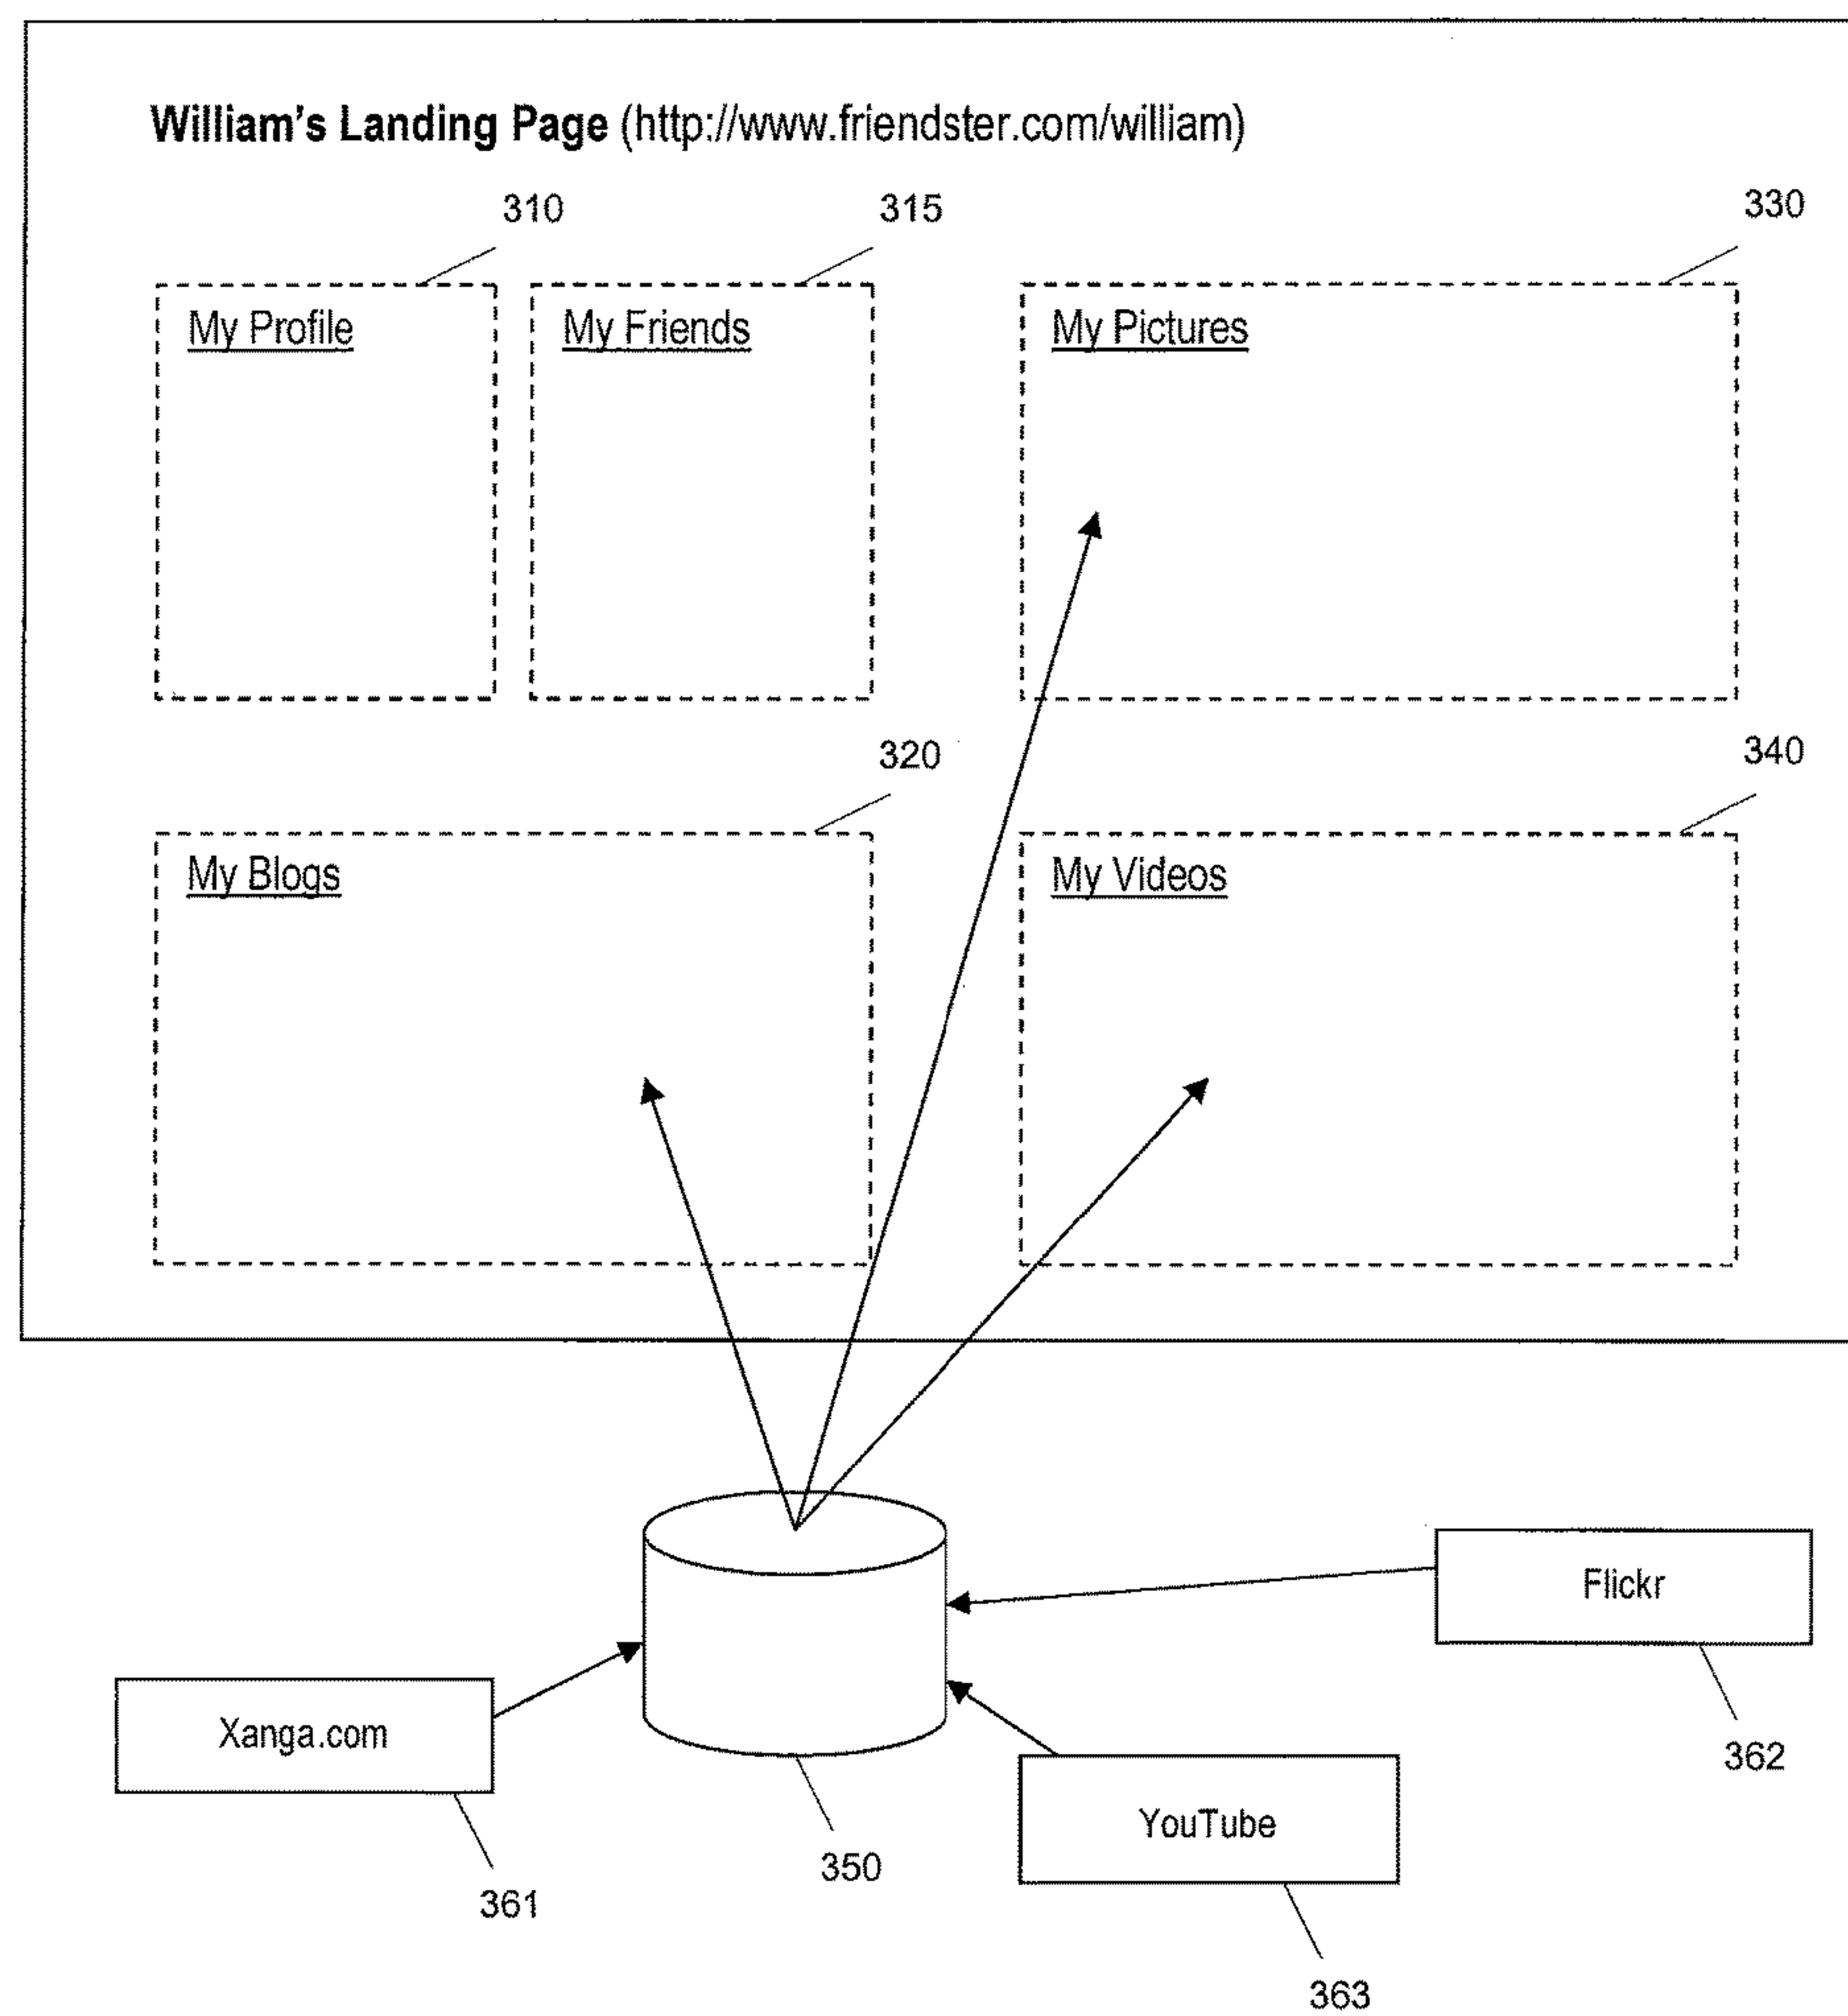 William's Landing Page (http://www.friendster.com/william)
310
315
330
My Profile
My Friends
My Pictures
320
340
My Blogs
My Videos
Flickr
Xanga.com
362
YouTube
350
361
363